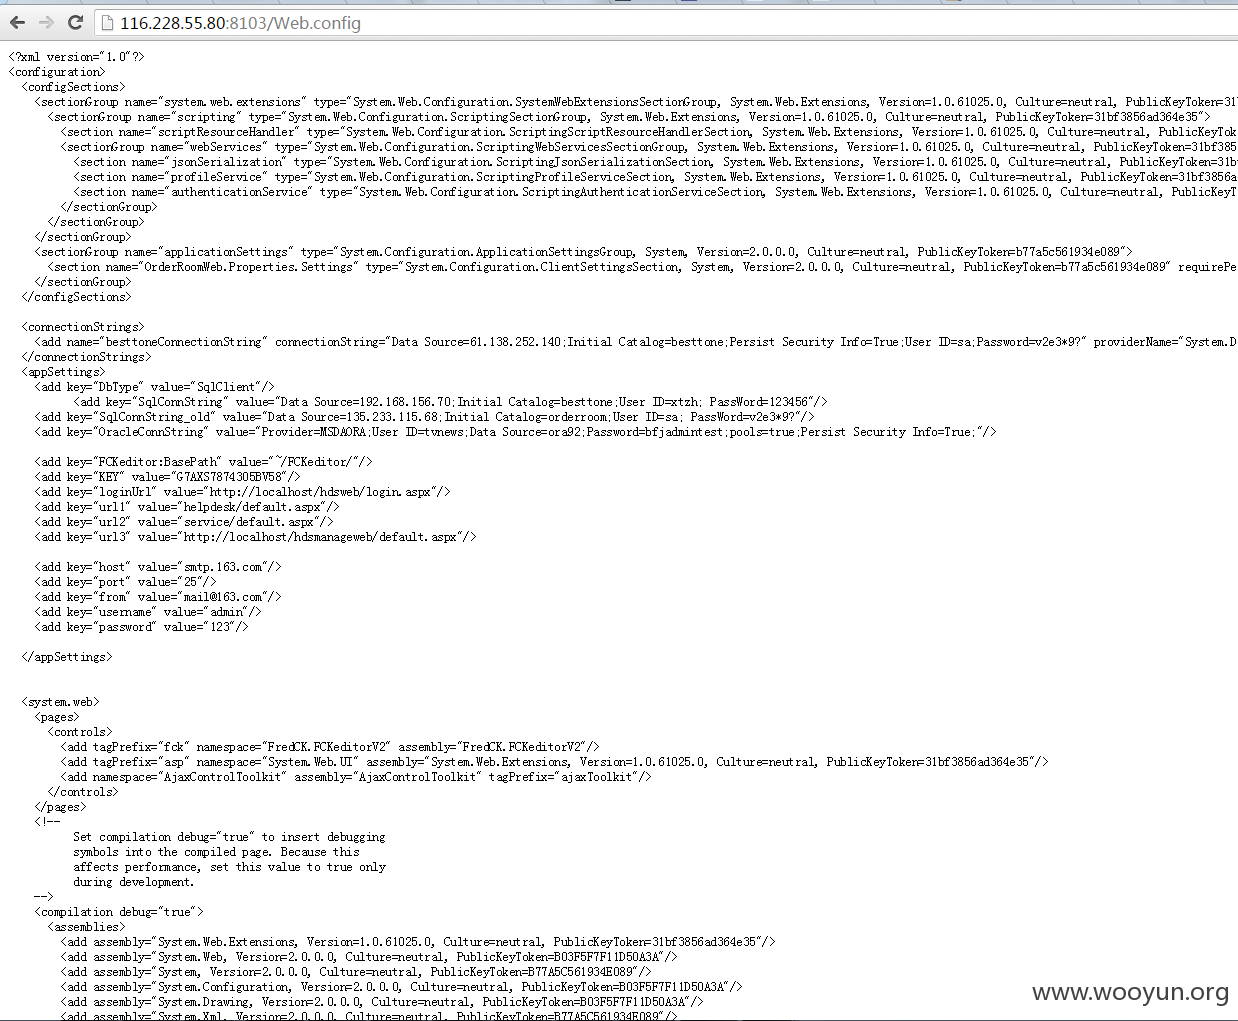 116.228.55.80:8103/Web.config
<?xml version="1.0"?>
<configuration>
<configSections>
<sectionGroup name="system.web.extensions" type="System.Web.Configuration.SystemWebExtensionsSectionGroup, System.Web.Extensions, Version=1.0.61025.0, Culture=neutral, PublicKeyToken=31
<sectionGroup name="scripting" type="System.Web.Configuration.ScriptingSectionGroup, System.Web.Extensions, Version=1.0.61025.0, Culture=neutral, PublicKeyToken=31bf3856ad364e35">
<section name="scriptResourceHandler" type="System.Web.Configuration.ScriptingScriptResourceHandlerSection, System.Web.Extensions, Version=1.0.61025.0, Culture=neutral, PublicKeyTok
<sectionGroup name="webServices" type="System.Web.Configuration.ScriptingWebServicesSectionGroup, System.Web.Extensions, Version=1.0.61025.0, Culture=neutral, PublicKeyToken=31bf385
<section name="jsonSerialization" type="System.Web.Configuration.ScriptingJsonSerializationSection, System.Web.Extensions, Version=1.0.61025.0, Culture=neutral, PublicKeyToken=31b
<section name="profileService" type="System.Web.Configuration.ScriptingProfileServiceSection, System.Web.Extensions, Version=1.0.61025.0, Culture=neutral, PublicKeyToken=31bf3856a
<section name="authenticationService" type="System.Web.Configuration.ScriptingAuthenticationServiceSection, System.Web.Extensions, Version=1.0.61025.0, Culture=neutral, PublicKeyT
</sectionGroup>
</sectionGroup>
</sectionGroup>
<sectionGroup name="applicationSettings" type="System.Configuration.ApplicationSettingsGroup, System, Version=2.0.0.0, Culture=neutral, PublicKeyToken=b77a5c561934e089">
<section name="OrderRoomWeb.Properties.Settings" type="System.Configuration.ClientSettingsSection, System, Version=2.0.0.0, Culture=neutral, PublicKeyToken=b77a5c561934e089" requirePe
</sectionGroup>
</configSections>
<connectionStrings>
<add name="besttoneConnectionString" connectionString="Data Source=61.138.252.140;Initial Catalog=besttone;Persist Security Info=True;User ID=sa;Password=v2e3*9?" providerName="System.D
</connectionStrings>
<appSettings>
<add key="DbType" value="SqlClient"/>
<add key="SqlConnString" value="Data Source=192.168.156.70;Initial Catalog=besttone;User ID=xtzh; PassWord=123456"/>
<add key="SqlConnString_old" value="Data Source=135.233.115.68;Initial Catalog=orderroom;User ID=sa; PassWord=v2e3*9?"/>
<add key="OracleConnString" value="Provider=MSDAORA;User ID=tvnews;Data Source=ora92;Password=bfjadmintest;pools=true;Persist Security Info=True;"/>
<add key="FCKeditor:BasePath" value="~/FCKeditor/"/>
<add key="KEY" value="G7AXS7874305BV58"/>
<add key="loginUrl" value="http://localhost/hdsweb/login.aspx"/>
<add key="url1" value="helpdesk/default.aspx"/>
<add key="url2" value="service/default.aspx"/>
<add key="url3" value="http://localhost/hdsmanageweb/default.aspx"/>
<add key="host" value="smtp.163.com"/>
<add key="port" value="25"/>
<add key="from" value="mail@163.com"/>
<add key="username" value="admin"/>
<add key="password" value="123"/>
</appSettings>
<system.web>
<pages>
<controls>
<add tagPrefix="fck" namespace="FredCK.FCKeditorV2" assembly="FredCK.FCKeditorV2"/>
<add tagPrefix="asp" namespace="System.Web.UI" assembly="System.Web.Extensions, Version=1.0.61025.0, Culture=neutral, PublicKeyToken=31bf3856ad364e35"/>
<add namespace="AjaxControlToolkit" assembly="AjaxControlToolkit" tagPrefix="ajaxToolkit"/>
</controls>
</pages>
<!--
Set compilation debug="true" to insert debugging
symbols into the compiled page. Because this
affects performance, set this value to true only
during development.
-->
<compilation debug="true">
<assemblies>
<add assembly="System.Web.Extensions, Version=1.0.61025.0, Culture=neutral, PublicKeyToken=31bf3856ad364e35"/>
<add assembly="System.Web, Version=2.0.0.0, Culture=neutral, PublicKeyToken=B03F5F7F11D50A3A"/>
<add assembly="System, Version=2.0.0.0, Culture=neutral, PublicKeyToken=B77A5C561934E089"/>
<add assembly="System.Configuration, Version=2.0.0.0, Culture=neutral, PublicKeyToken=B03F5F7F11D50A3A"/>
<add assembly="System.Drawing, Version=2.0.0.0, Culture=neutral, PublicKeyToken=B03F5F7F11D50A3A"/>
<add assembly="System.Xml, Version=2.0.0.0, Culture=neutral, PublicKeyToken=B77A5C561934E089"/>
www.wooyun.org